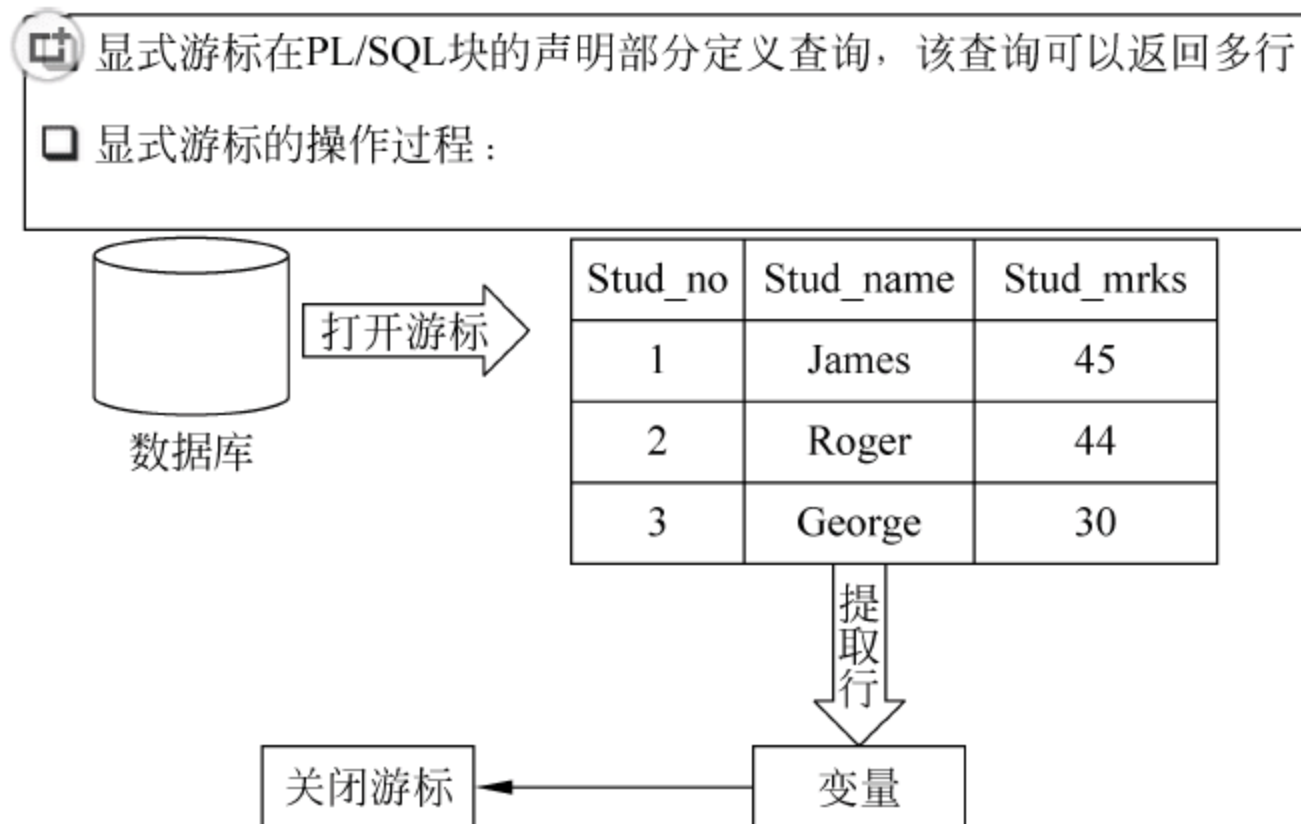 显式游标在PL/SQL块的声明部分定义查询，该查询可以返回多行
显式游标的操作过程：
打开游标
数据库
Stud_no Stud_name Stud_mrks
1 James 45
2 Roger 44
3 George 30
提取行
关闭游标
变量